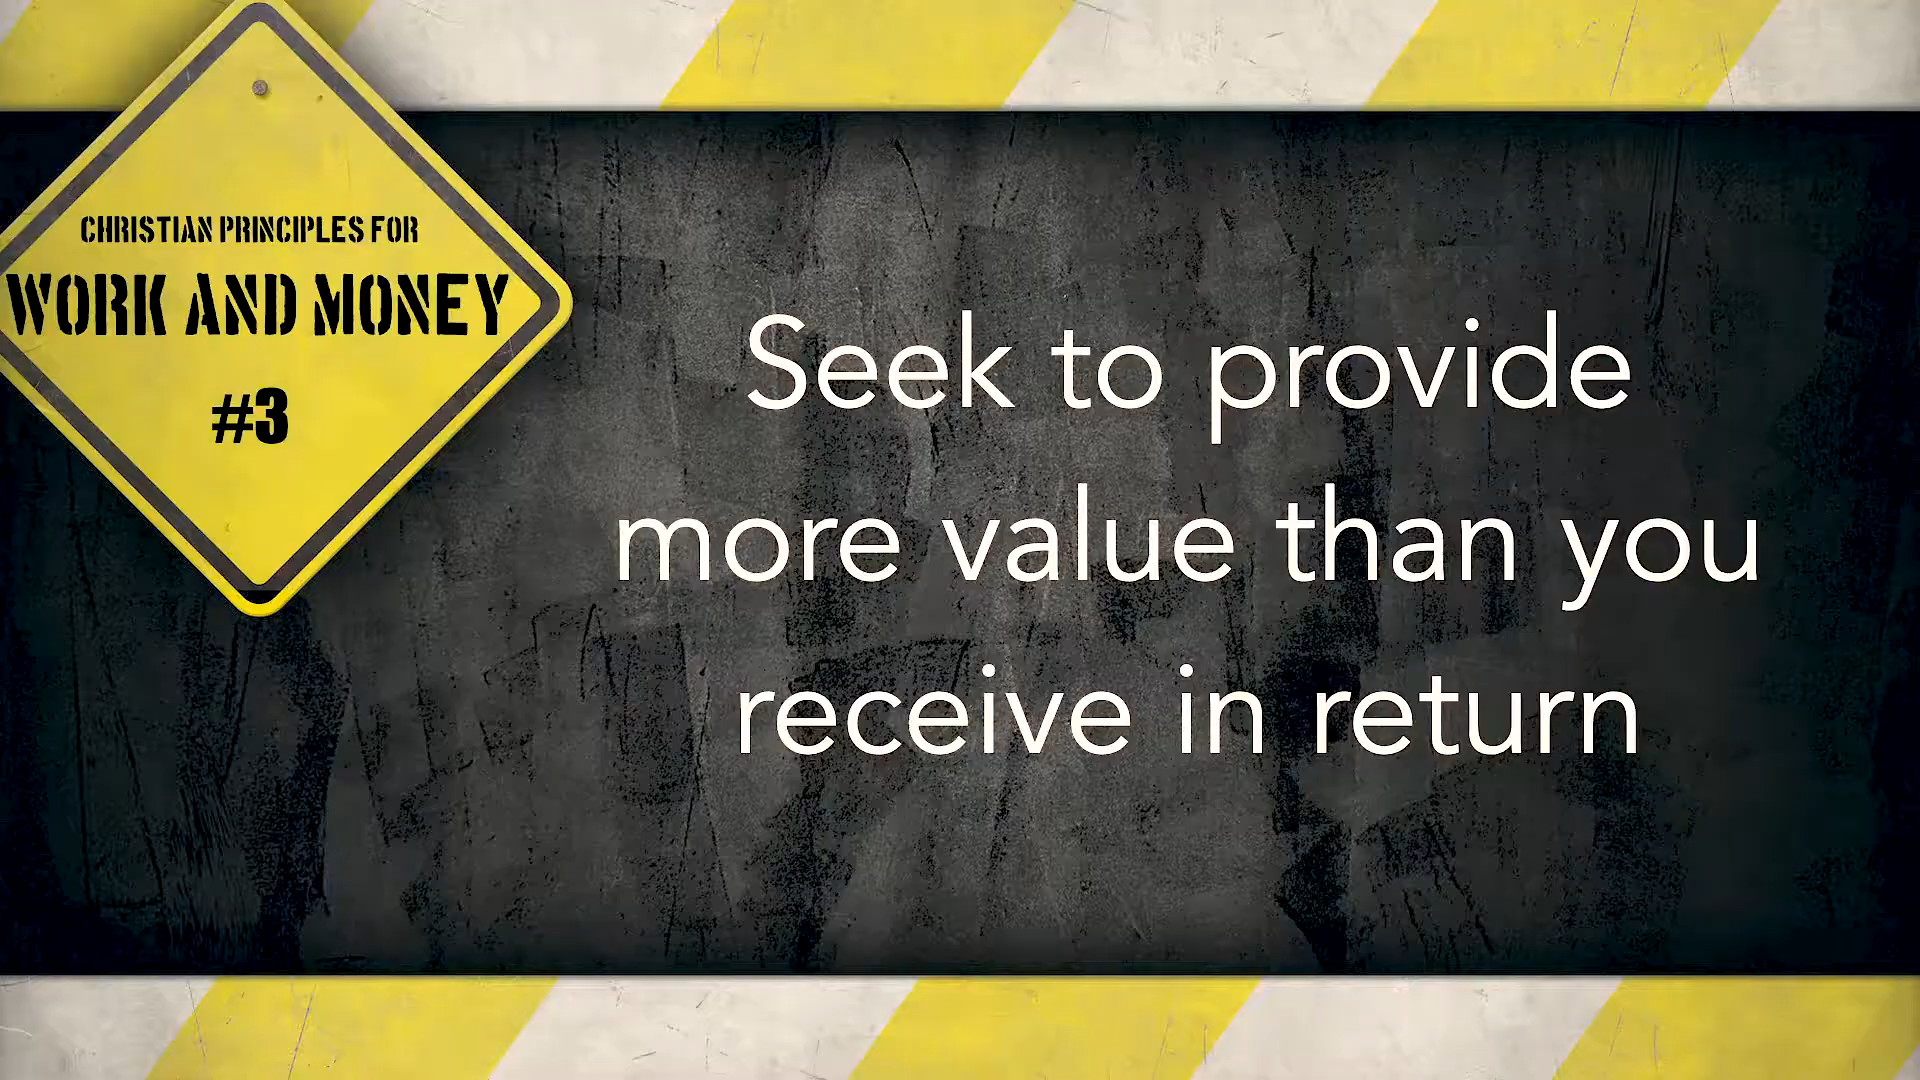 CHRISTIAN PRINCIPLES FOR
WORK AND MONEY
#3
Seek to provide
more value than you
receive in return